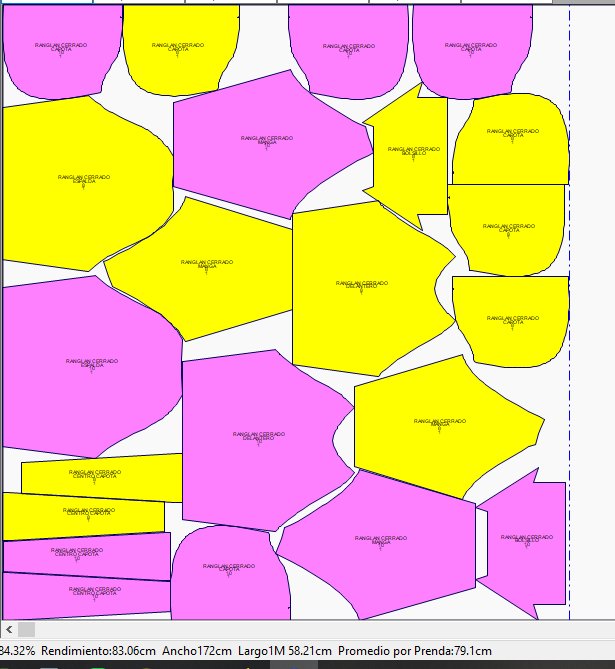 RANGLAN CERRADO
CAPOTA
RANGLAN CERRADO
CAPOTA
RANGLAN CERRADO
CAPOTA
RANGLAN CERRADO
CAPOTA
RANGLAN CERRADO
MANGA
RANGLAN CERRADO
CAPOTA
RANGLAN CERRADO
BOLSILLO
RANGLAN CERRADO
ESPALDA
RANGLAN CERRADO
CAPOTA
RANGLAN CERRADO
MANGA
RANGLAN CERRADO
DELANTERO
RANGLAN CERRADO
CAPOTA
RANGLAN CERRADO
ESPALDA
RANGLAN CERRADO
MANGA
RANGLAN CERRADO
DELANTERO
RANGLAN CERRADO
CENTRO CAPOTA
RANGLAN CERRADO
CENTRO CAPOTA
RANGLAN CERRADO
MANGA
RANGLAN CERRADO
BOLSILLO
RANGLAN CERRADO
CENTRO CAPOTA
RANGLAN CERRADO
CAPOTA
RANGLAN CERRADO
CENTRO CAPOTA
84.32% Rendimiento:83.06cm Ancho172cm Largo1M 58.21cm Promedio por Prenda:79.1cm